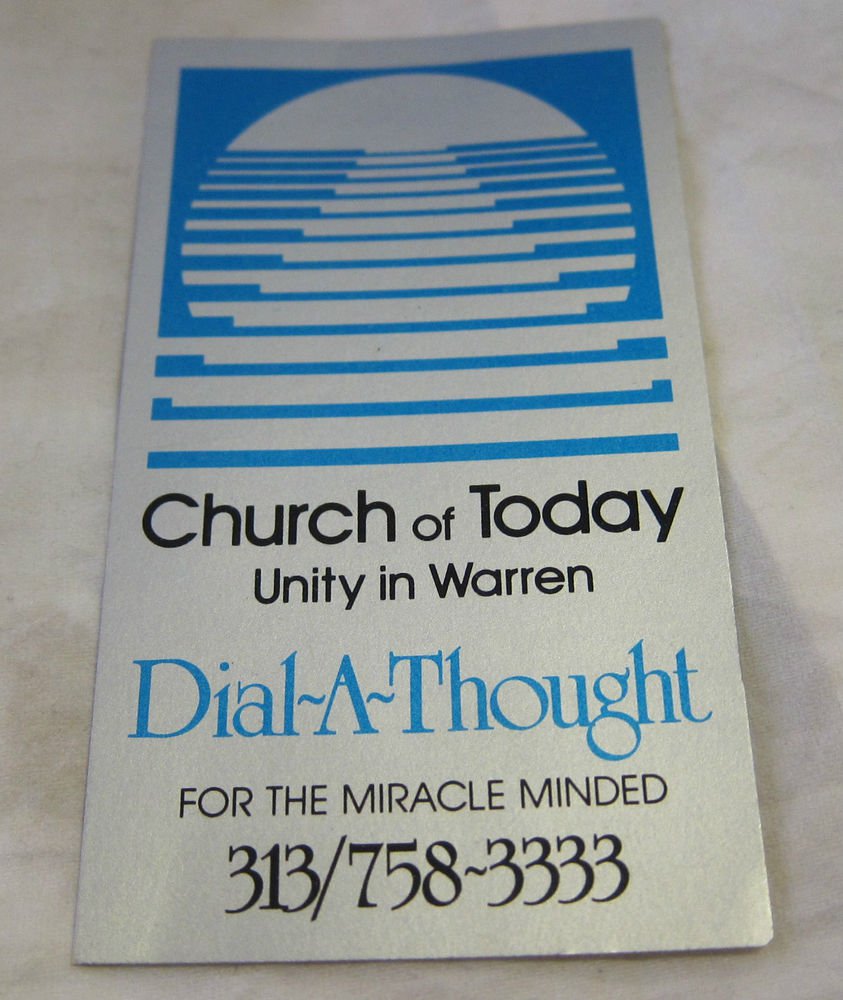 Church of Today
Unity in Warren
Dial~A~Thought
FOR THE MIRACLE MINDED
313/758~3333